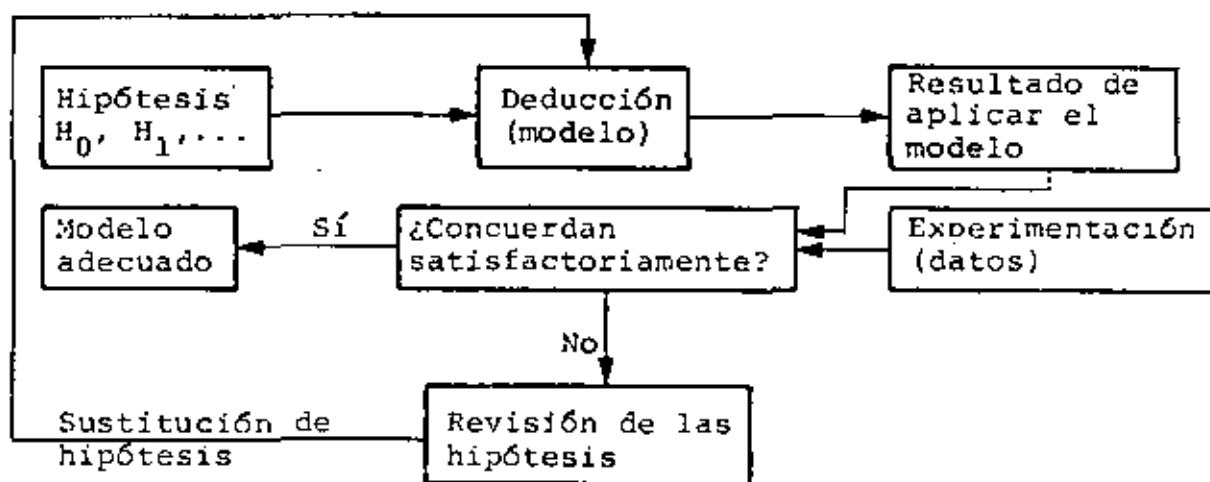 Hipótesis
H0, H1,...
Deducción
(modelo)
Resultado de
aplicar el
modelo
Modelo
adecuado
Sí
¿Concuerdan
satisfactoriamente?
Experimentación
(datos)
No
Sustitución de
hipótesis
Revisión de las
hipótesis